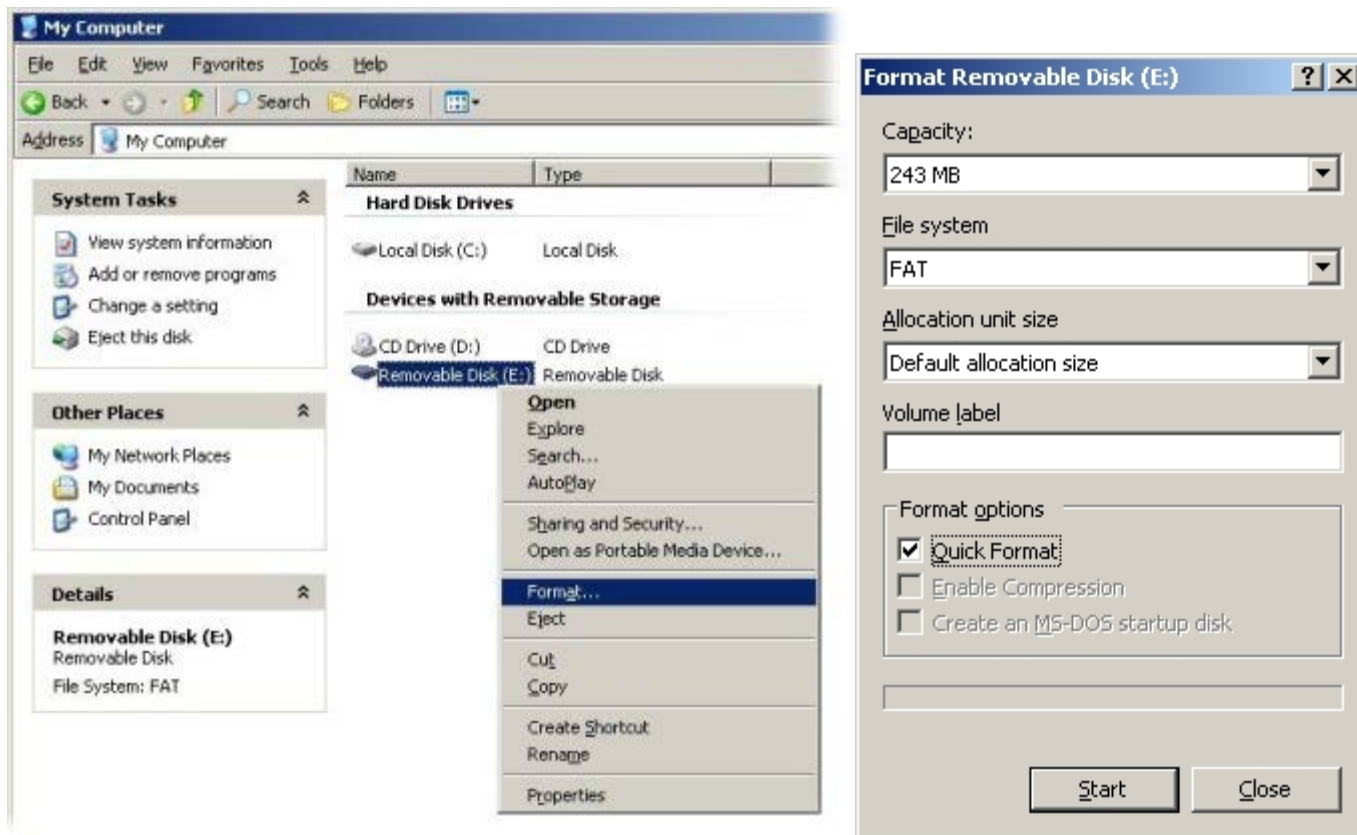 My Computer
File Edit View Favorites Tools Help
Back Search Folders
Address My Computer
System Tasks
View system information
Add or remove programs
Change a setting
Eject this disk
Other Places
My Network Places
My Documents
Control Panel
Details
Removable Disk (E:)
Removable Disk
File System: FAT
Name Type
Hard Disk Drives
Local Disk (C:) Local Disk
Devices with Removable Storage
CD Drive (D:) CD Drive
Removable Disk (E:) Removable Disk
Open
Explore
Search...
AutoPlay
Sharing and Security...
Open as Portable Media Device...
Format...
Eject
Cut
Copy
Create Shortcut
Rename
Properties
Format Removable Disk (E:)
Capacity:
243 MB
File system
FAT
Allocation unit size
Default allocation size
Volume label
Format options
Quick Format
Enable Compression
Create an MS-DOS startup disk
Start Close